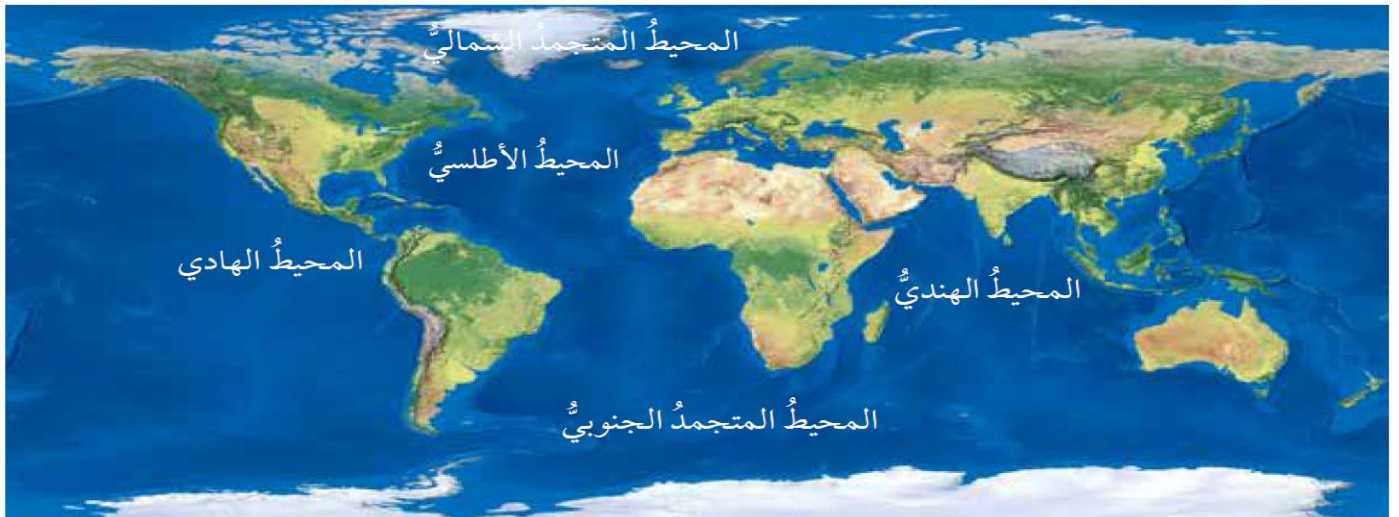 المحيطُ المتجمدُ الشماليُّ
المحيطُ الأطلسيُّ
المحيطُ الهادي
المحيطُ الهنديُّ
المحيطُ المتجمدُ الجنوبيُّ